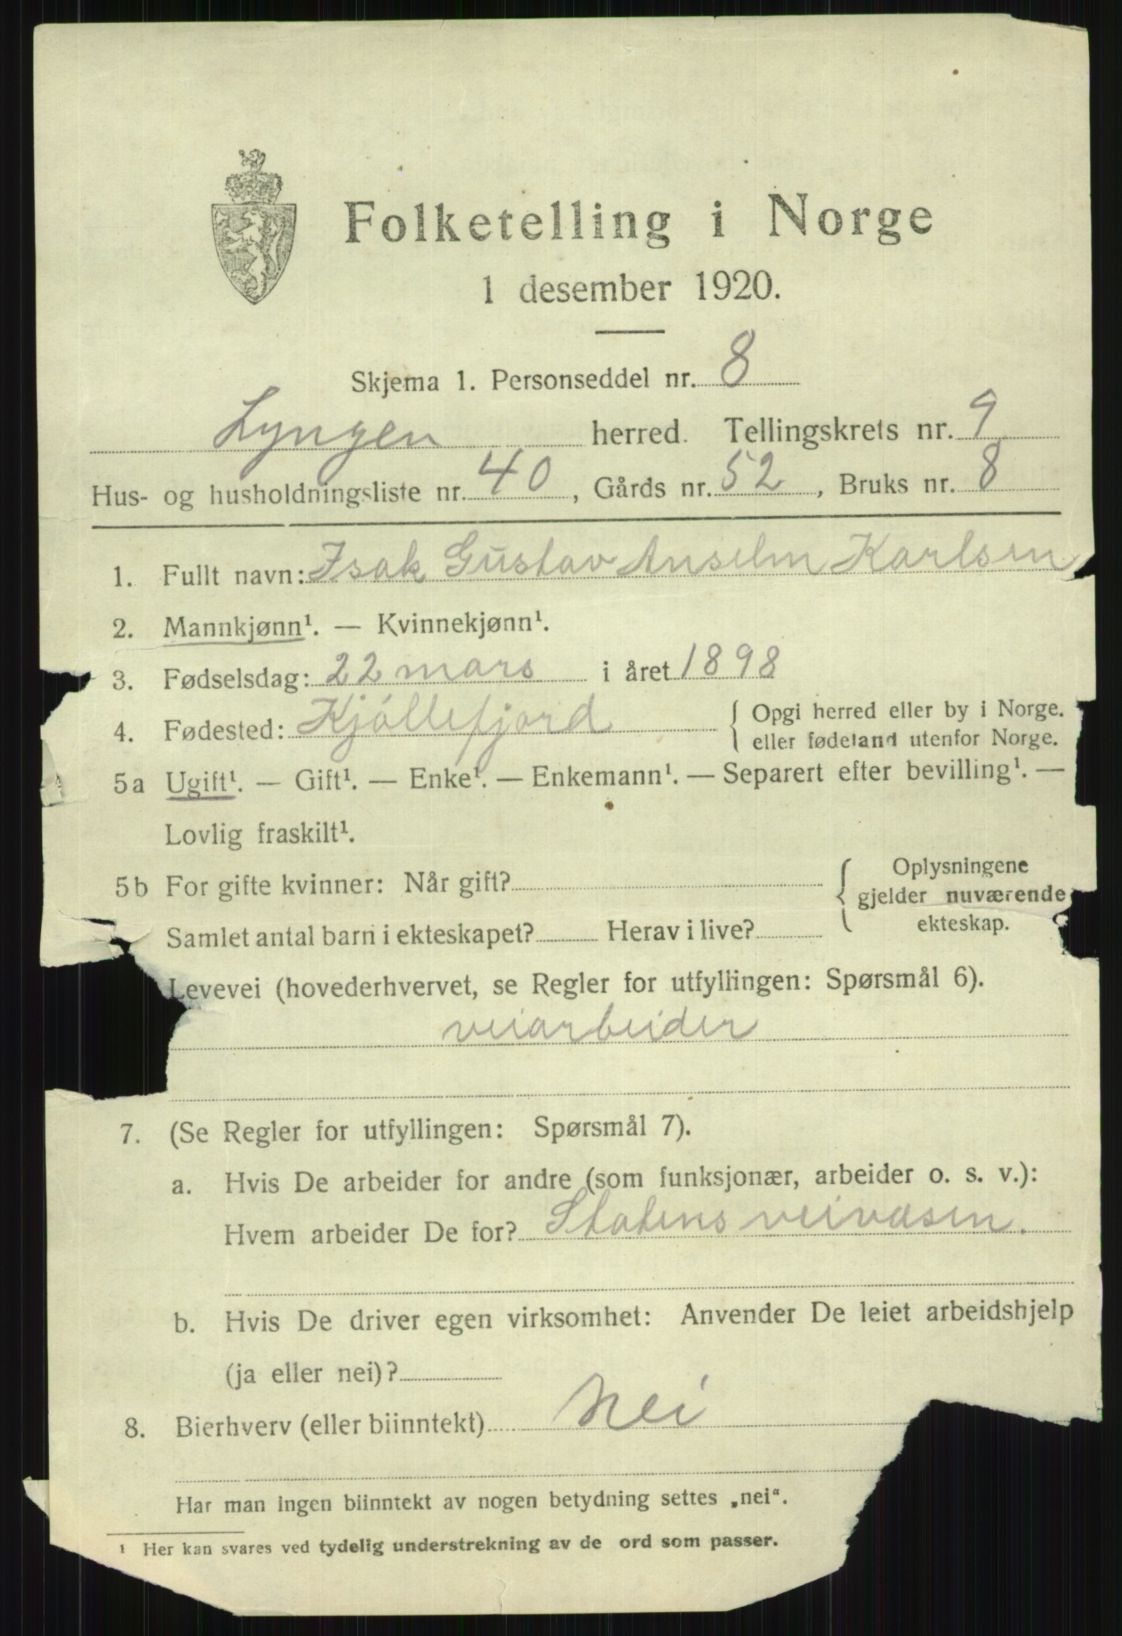 Folketelling i Norge
1 desember 1920.
Skjema 1. Personseddel nr. 8
Lyngen herred. Tellingskrets nr. 9
Hus- og husholdningsliste nr. 40, Gårds nr. 52, Bruks nr. 8
1. Fullt navn: Isak Gustav Anselm Karlsen
2. Mannkjønn¹. — Kvinnekjønn¹.
3. Fødselsdag: 22 mars i året 1898
4. Fødested: Kjöllefjord { Opgi herred eller by i Norge.
eller fødeland utenfor Norge.
5a Ugift¹. — Gift¹. — Enke¹. — Enkemann¹. — Separert efter bevilling¹. —
Lovlig fraskilt¹.
5b For gifte kvinner: Når gift? { Oplysningene
gjelder nuværende
ekteskap.
Samlet antal barn i ekteskapet? Herav i live?
Levevei (hovederhvervet, se Regler for utfyllingen: Spørsmål 6).
veiarbeider
7. (Se Regler for utfyllingen: Spørsmål 7).
a. Hvis De arbeider for andre (som funksjonær, arbeider o. s. v.):
Hvem arbeider De for? Statens veivæsen.
b. Hvis De driver egen virksomhet: Anvender De leiet arbeidshjelp
(ja eller nei)?
8. Bierhverv (eller biinntekt) Nei
Har man ingen biinntekt av nogen betydning settes „nei“.
¹ Her kan svares ved tydelig understrekning av de ord som passer.